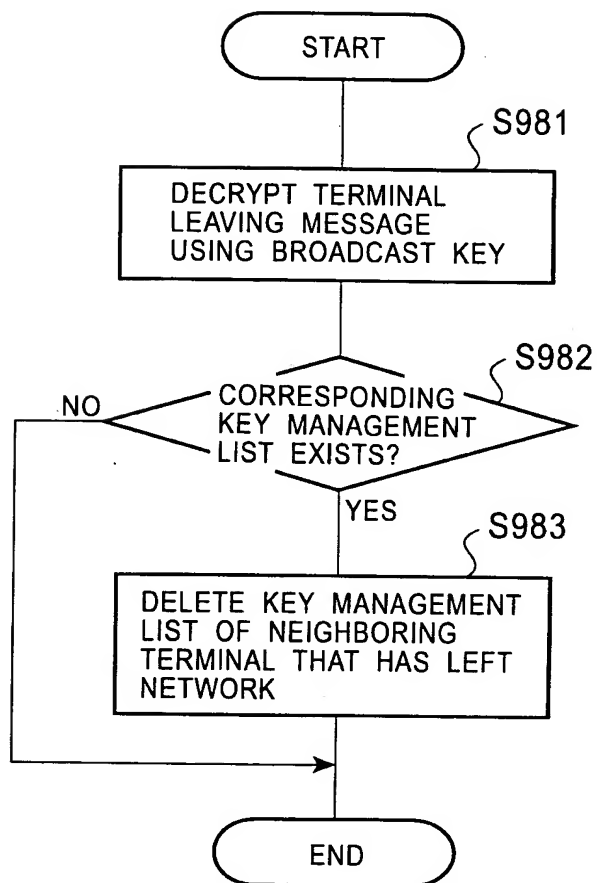 START
S981
DECRYPT TERMINAL
LEAVING MESSAGE
USING BROADCAST KEY
S982
CORRESPONDING
KEY MANAGEMENT
LIST EXISTS?
NO
YES
S983
DELETE KEY MANAGEMENT
LIST OF NEIGHBORING
TERMINAL THAT HAS LEFT
NETWORK
END